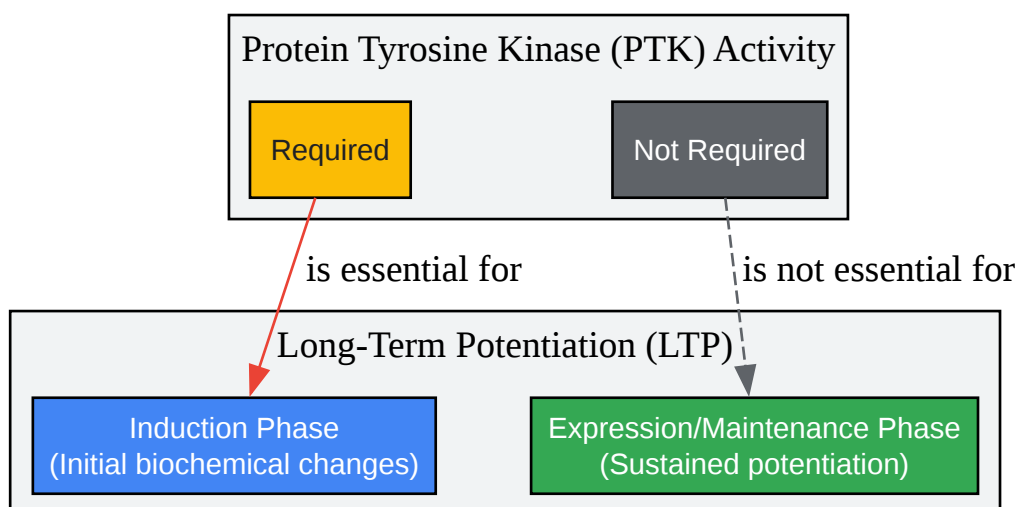 Protein Tyrosine Kinase (PTK) Activity
Required
Not Required
is essential for
is not essential for
Long-Term Potentiation (LTP)
Induction Phase
(Initial biochemical changes)
Expression/Maintenance Phase
(Sustained potentiation)